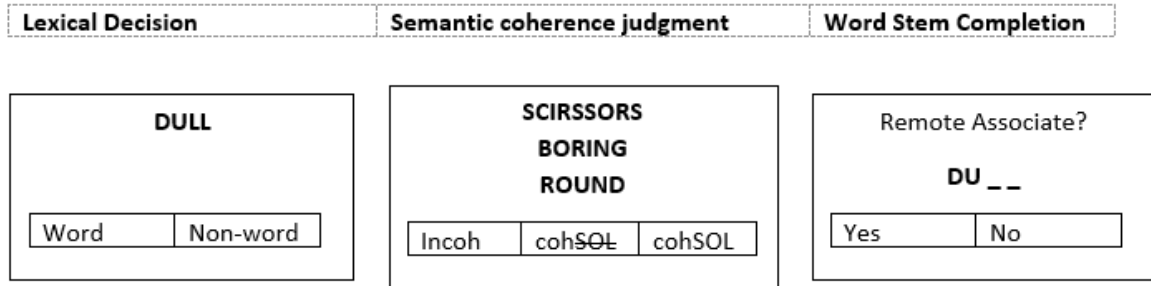 Lexical Decision
Semantic coherence judgment
Word Stem Completion
DULL
Word
Non-word
SCIRSSORS
BORING
ROUND
Incoh
cohSOL
cohSOL
Remote Associate?
DU _ _
Yes
No